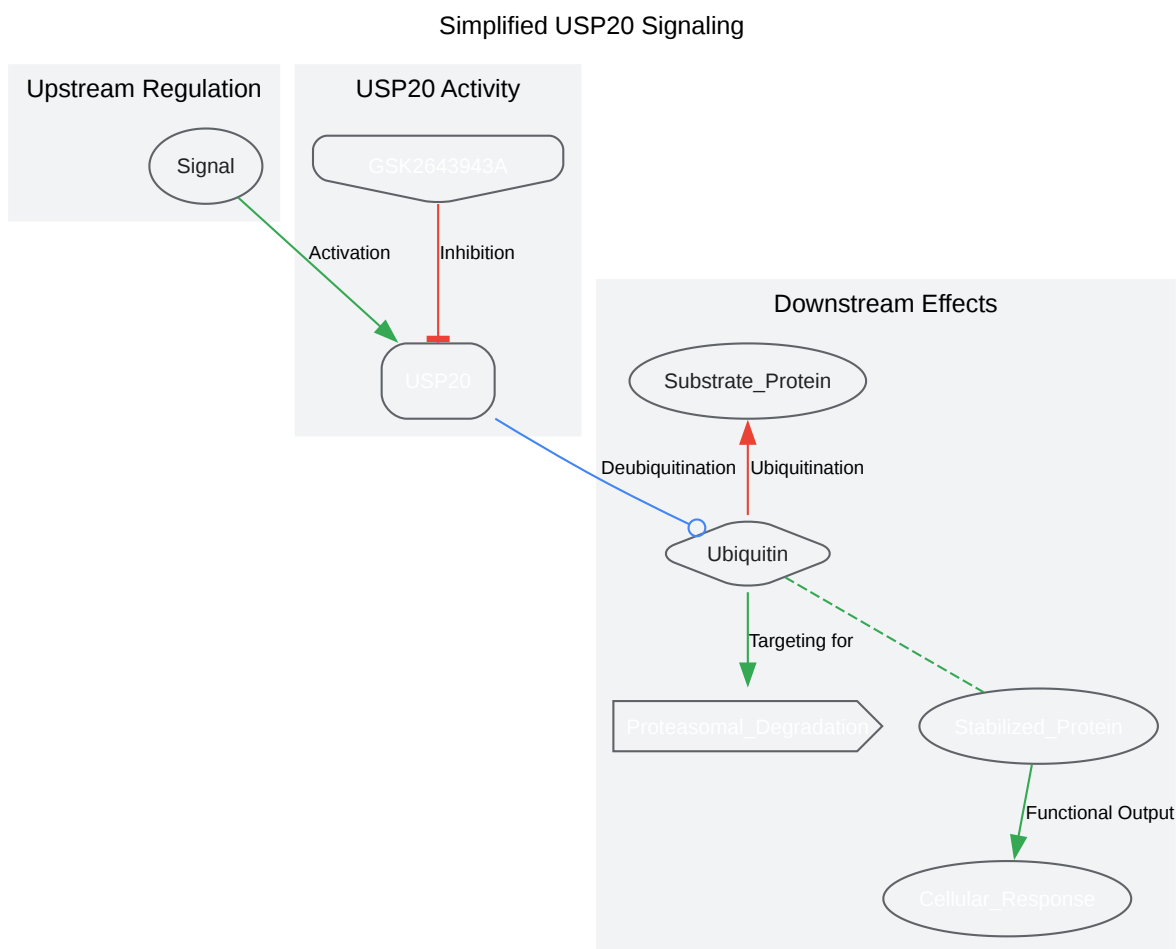 Simplified USP20 Signaling
Upstream Regulation
USP20 Activity
Signal
GSK2643943A
Activation
Inhibition
Downstream Effects
USP20
Substrate_Protein
Deubiquitination
Ubiquitination
Ubiquitin
Targeting for
Proteasomal_Degradation
Stabilized_Protein
Functional Output
Cellular_Response